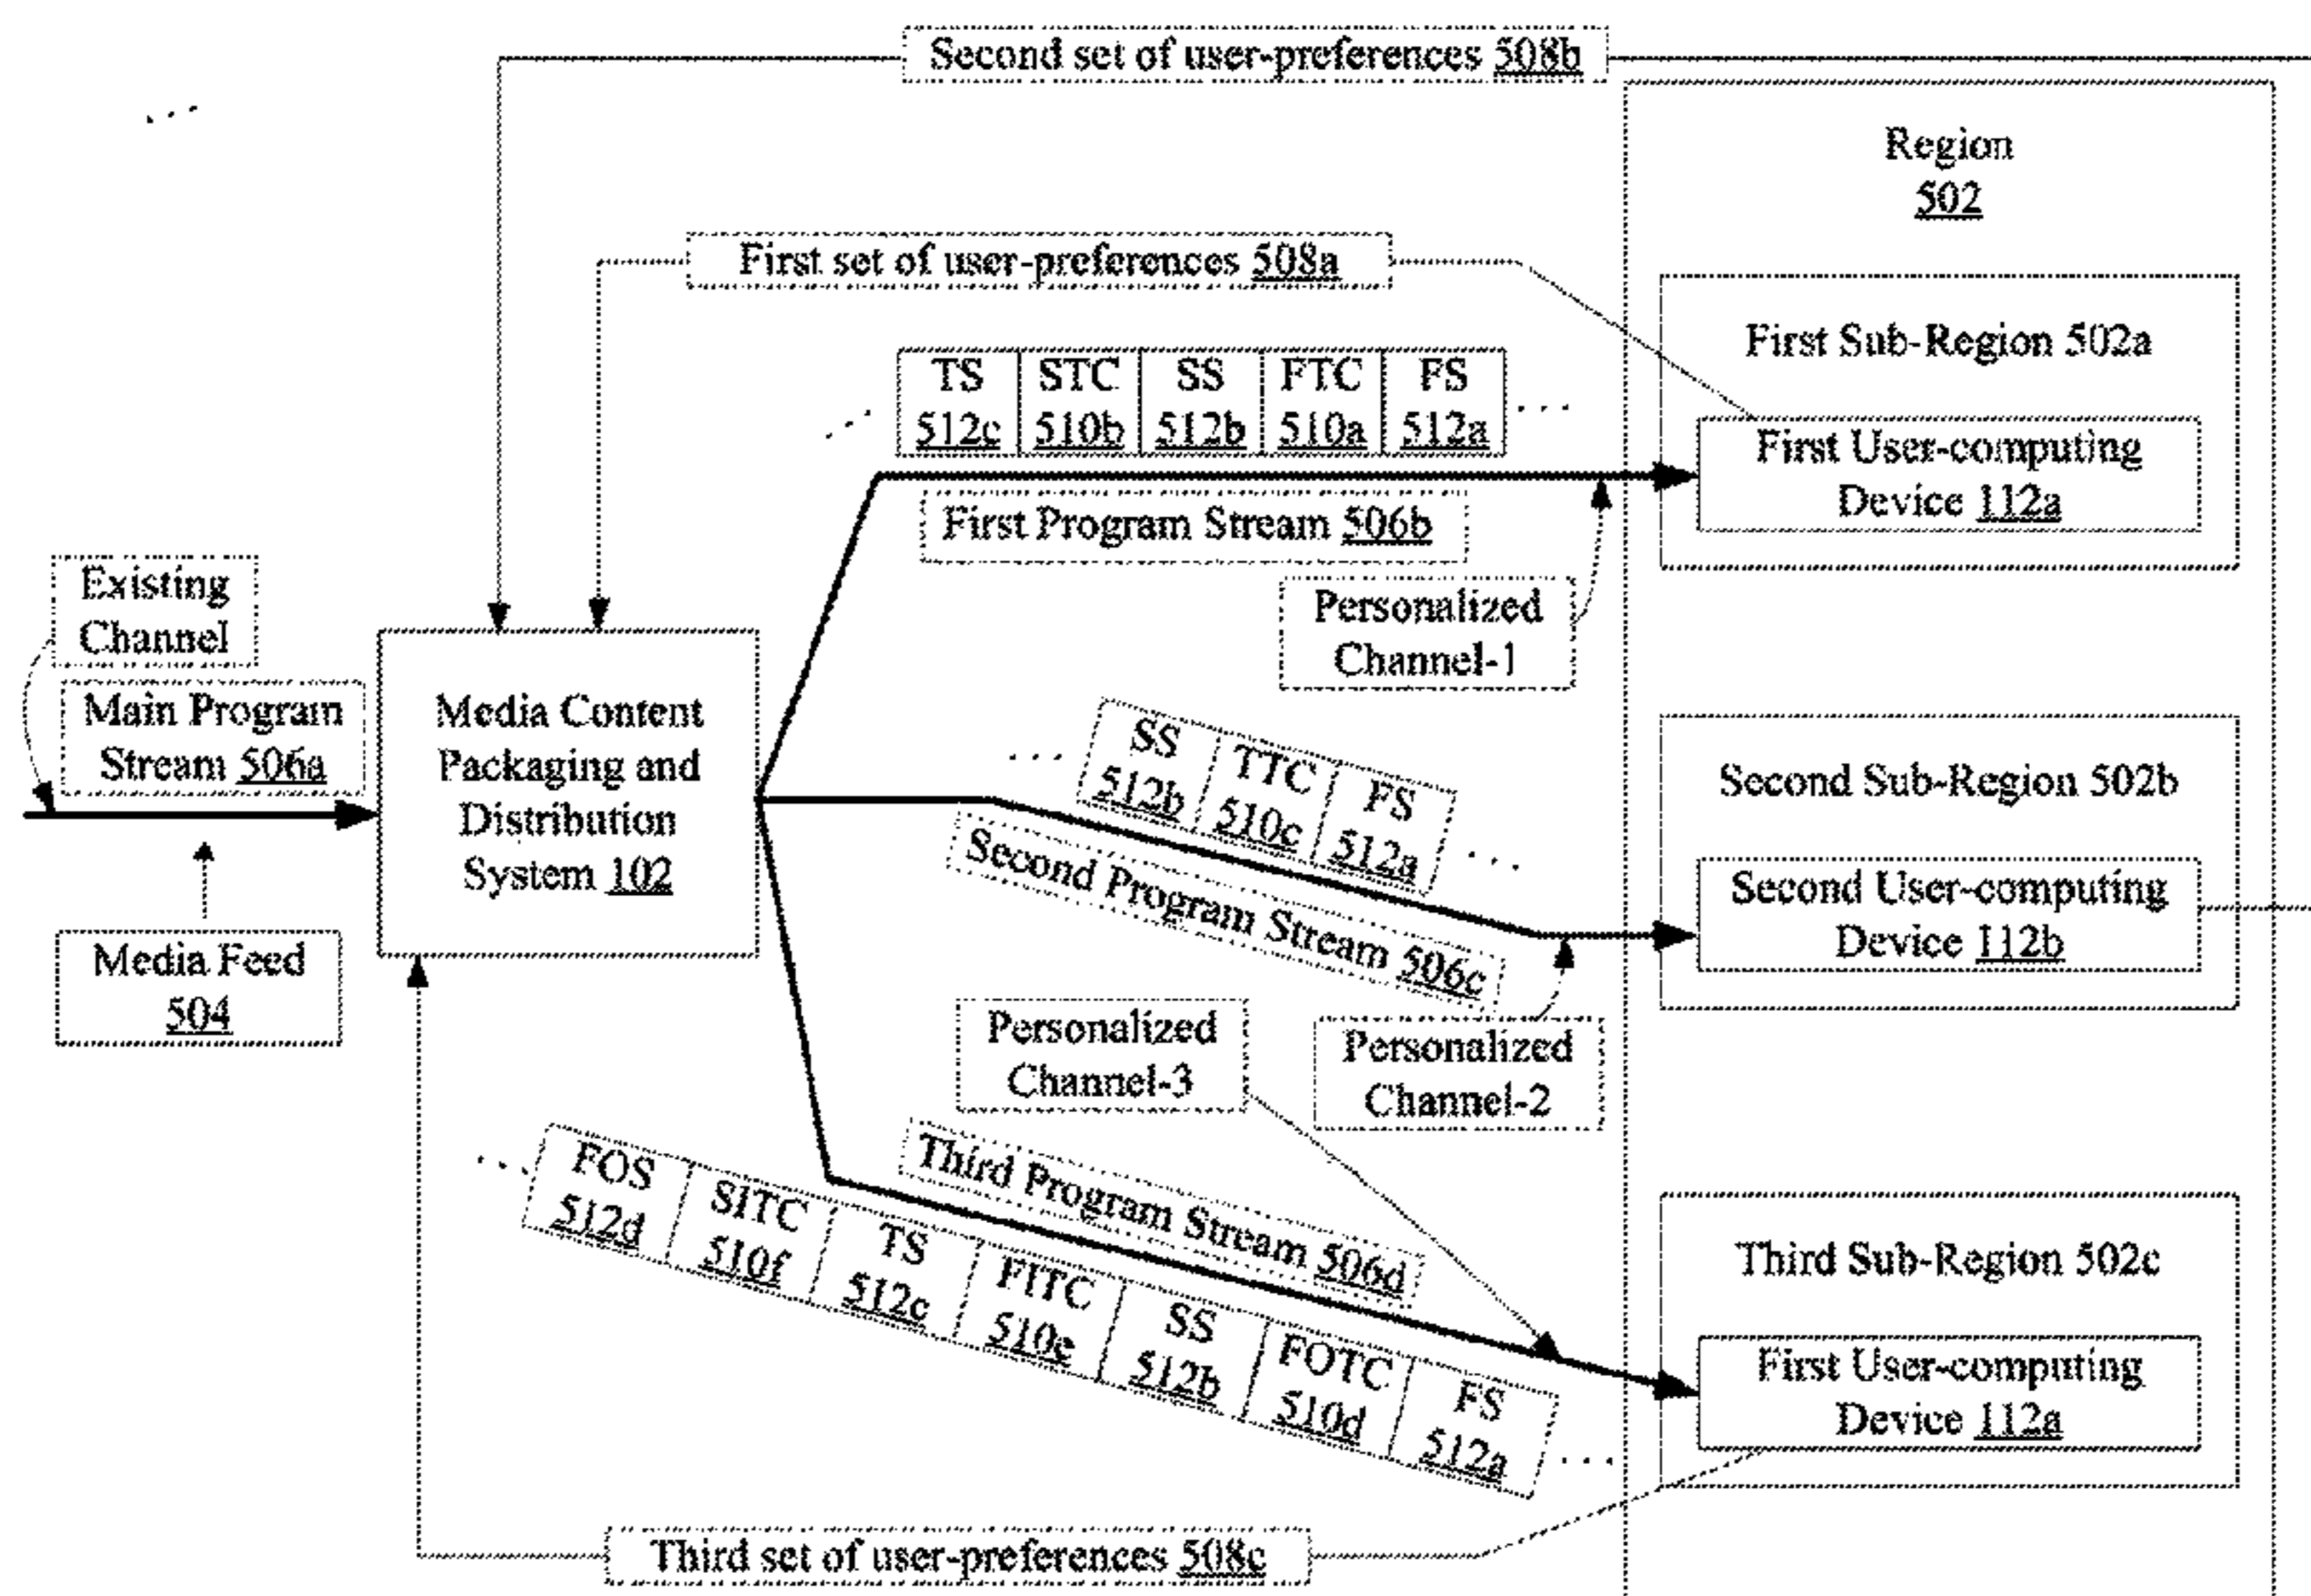 Second set of user-preferences 508b
Region
502
First set of user-preferences 508a
First Sub-Region 502a
TS STC SS FTC FS
512c 510b 512b 510a 512a
First User-computing
Device 112a
First Program Stream 506b
Existing
Channel
Personalized
Channel-1
Main Program
Stream 506a
Media Content
Packaging and
Distribution
System 102
SS TTC FS
512b 510c 512a
Second Sub-Region 502b
Second Program Stream 506c
Second User-computing
Device 112b
Media Feed
504
Personalized
Channel-3
Personalized
Channel-2
Third Program Stream 506d
FOS SITC TS FITC SS FOTC FS
512d 510f 512c 510e 512b 510d 512a
Third Sub-Region 502c
First User-computing
Device 112a
Third set of user-preferences 508c